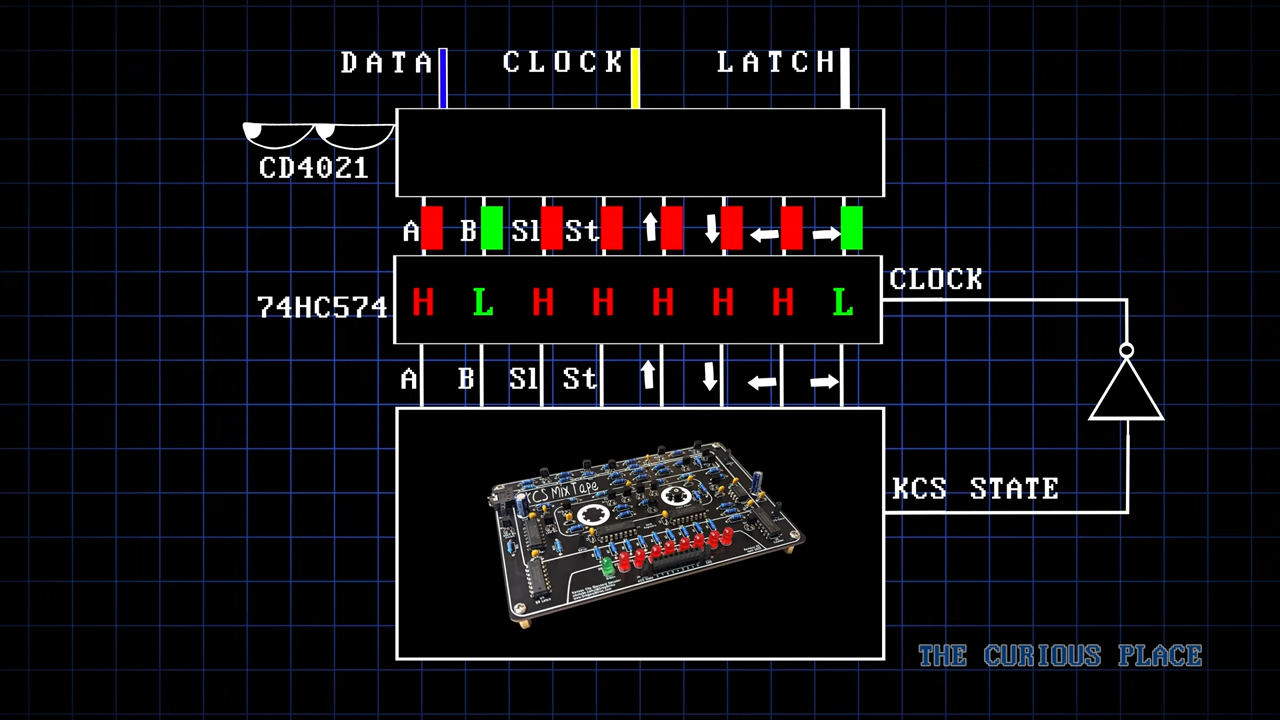 DATA CLOCK LATCH
CD4021
A B Sl St ↑ ↓ ← →
74HC574 H L H H H H H L CLOCK
A B Sl St ↑ ↓ ← →
KCS STATE
KCS MixTape
THE CURIOUS PLACE